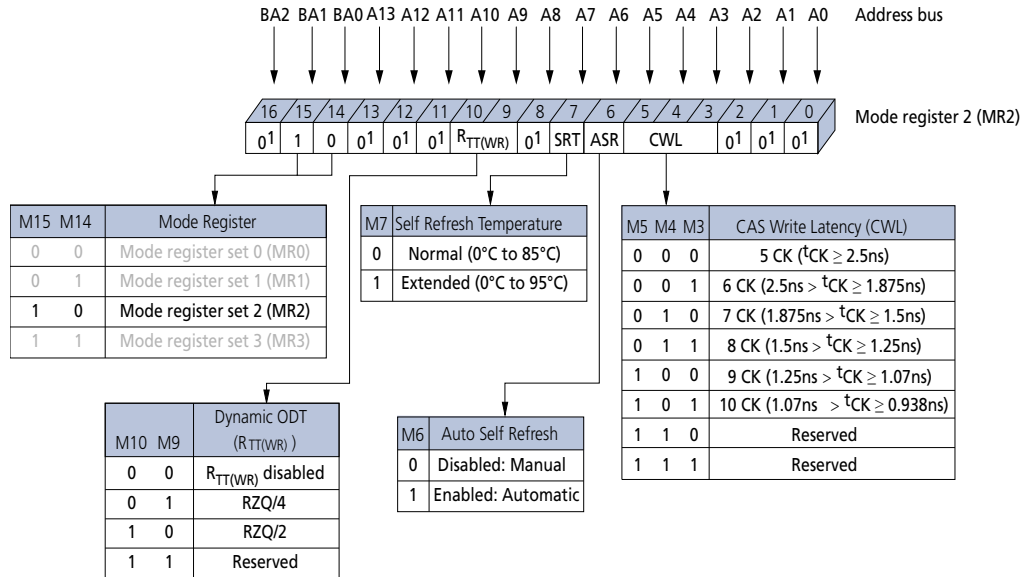 BA2 BA1 BA0 A13 A12 A11 A10 A9 A8 A7 A6 A5 A4 A3 A2 A1 A0 Address bus
16 15 14 13 12 11 10 9 8 7 6 5 4 3 2 1 0 Mode register 2 (MR2)
0¹ 1 0 0¹ 0¹ 0¹ RTT(WR) 0¹ SRT ASR CWL 0¹ 0¹ 0¹
M15 M14 Mode Register
0 0 Mode register set 0 (MR0)
0 1 Mode register set 1 (MR1)
1 0 Mode register set 2 (MR2)
1 1 Mode register set 3 (MR3)
M7 Self Refresh Temperature
0 Normal (0°C to 85°C)
1 Extended (0°C to 95°C)
M5 M4 M3 CAS Write Latency (CWL)
0 0 0 5 CK (tCK ≥ 2.5ns)
0 0 1 6 CK (2.5ns > tCK ≥ 1.875ns)
0 1 0 7 CK (1.875ns > tCK ≥ 1.5ns)
0 1 1 8 CK (1.5ns > tCK ≥ 1.25ns)
1 0 0 9 CK (1.25ns > tCK ≥ 1.07ns)
1 0 1 10 CK (1.07ns > tCK ≥ 0.938ns)
1 1 0 Reserved
1 1 1 Reserved
Dynamic ODT
M10 M9 (RTT(WR) )
0 0 RTT(WR) disabled
0 1 RZQ/4
1 0 RZQ/2
1 1 Reserved
M6 Auto Self Refresh
0 Disabled: Manual
1 Enabled: Automatic